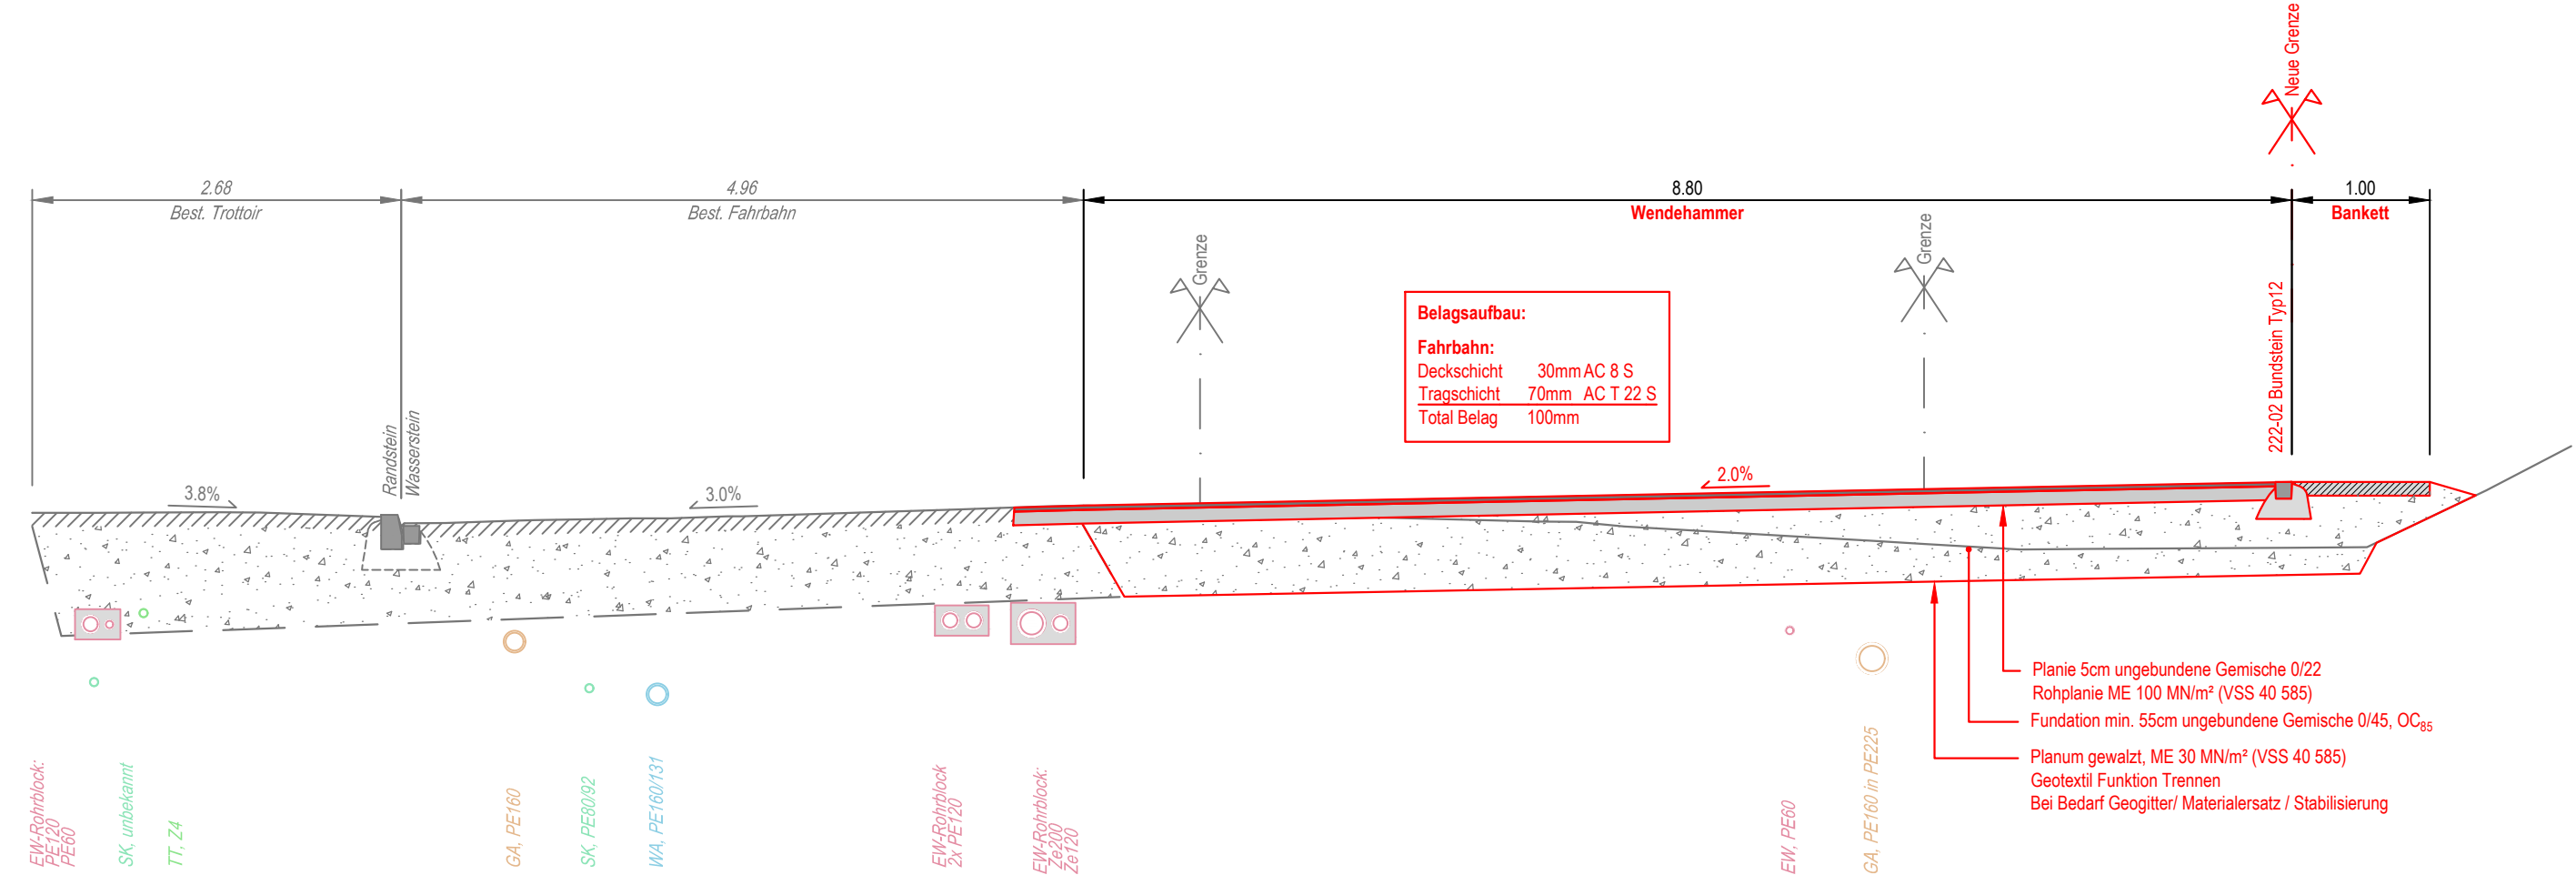 Neue Grenze
2.68
Best. Trottoir
4.96
Best. Fahrbahn
8.80
Wendehammer
1.00
Bankett
Grenze
Grenze
Belagsaufbau:
Fahrbahn:
Deckschicht 30mm AC 8 S
Tragschicht 70mm AC T 22 S
Total Belag 100mm
222-02 Bundstein Typ12
Randstein
Wasserstein
3.8%
3.0%
2.0%
Planie 5cm ungebundene Gemische 0/22
Rohplanie ME 100 MN/m² (VSS 40 585)
Fundation min. 55cm ungebundene Gemische 0/45, OC85
Planum gewalzt, ME 30 MN/m² (VSS 40 585)
Geotextil Funktion Trennen
Bei Bedarf Geogitter/ Materialersatz / Stabilisierung
EW-Rohrblock:
PE120
PE60
SK, unbekannt
TT, Z4
GA, PE160
SK, PE80/92
WA, PE160/131
EW-Rohrblock
2x PE120
EW-Rohrblock:
Ze200
Ze120
EW, PE60
GA, PE160 in PE225